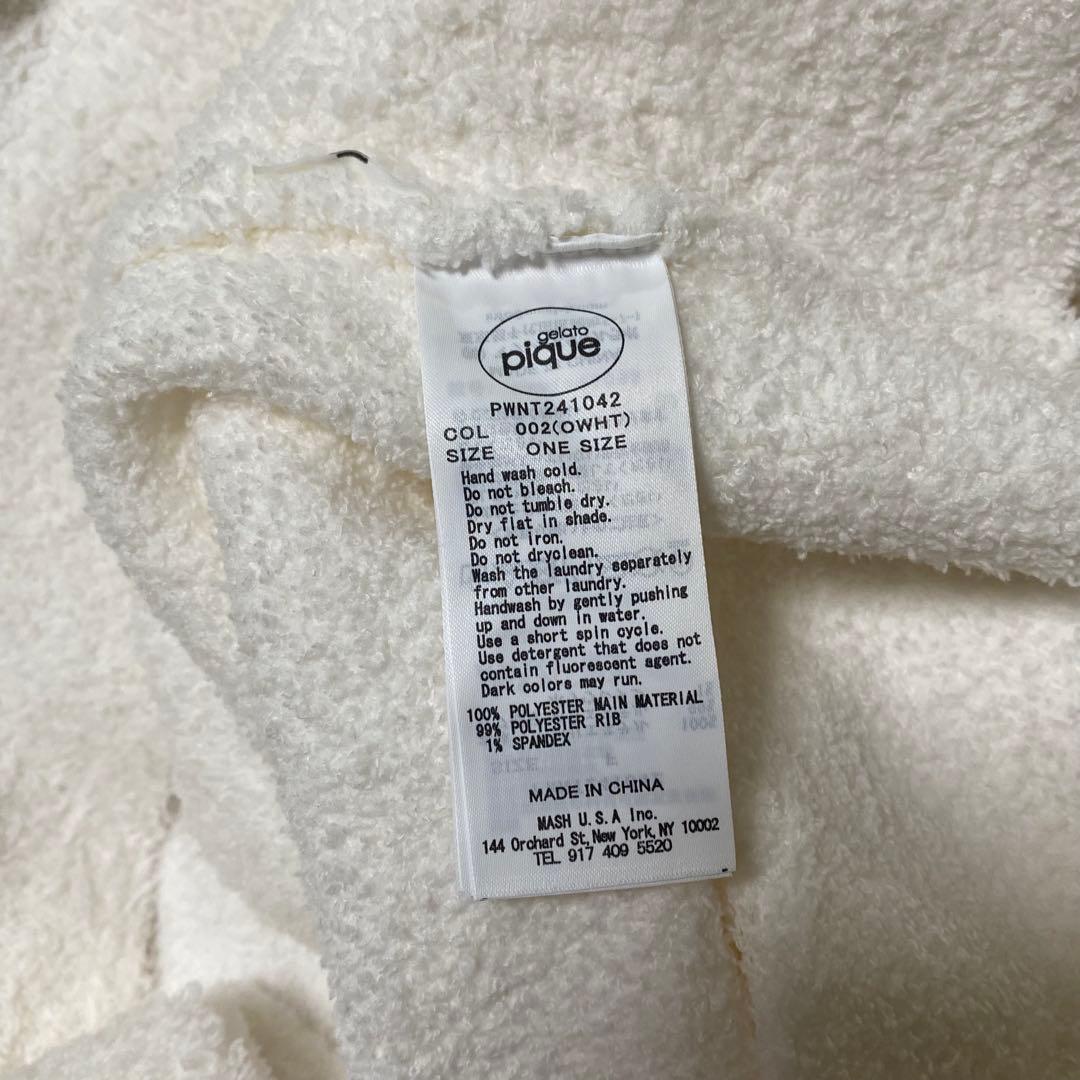 gelato
pique
PWNT241042
COL 002(OWHT)
SIZE ONE SIZE
Hand wash cold.
Do not bleach.
Do not tumble dry.
Dry flat in shade.
Do not iron.
Do not dryclean.
Wash the laundry separately
from other laundry.
Handwash by gently pushing
up and down in water.
Use a short spin cycle.
Use detergent that does not
contain fluorescent agent.
Dark colors may run.
100% POLYESTER MAIN MATERIAL
99% POLYESTER RIB
1% SPANDEX
MADE IN CHINA
MASH U.S.A Inc.
144 Orchard St, New York, NY 10002
TEL 917 409 5520